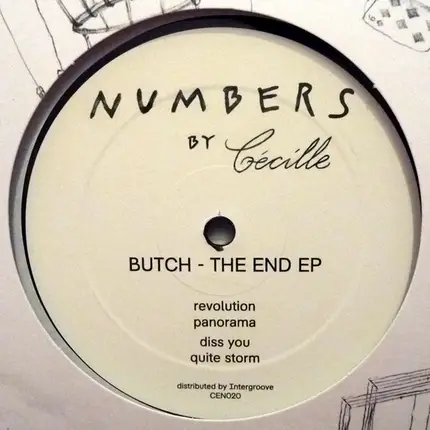 NUMBERS
BY Cécille
BUTCH - THE END EP
revolution
panorama
diss you
quite storm
distributed by Intergroove
CEN020